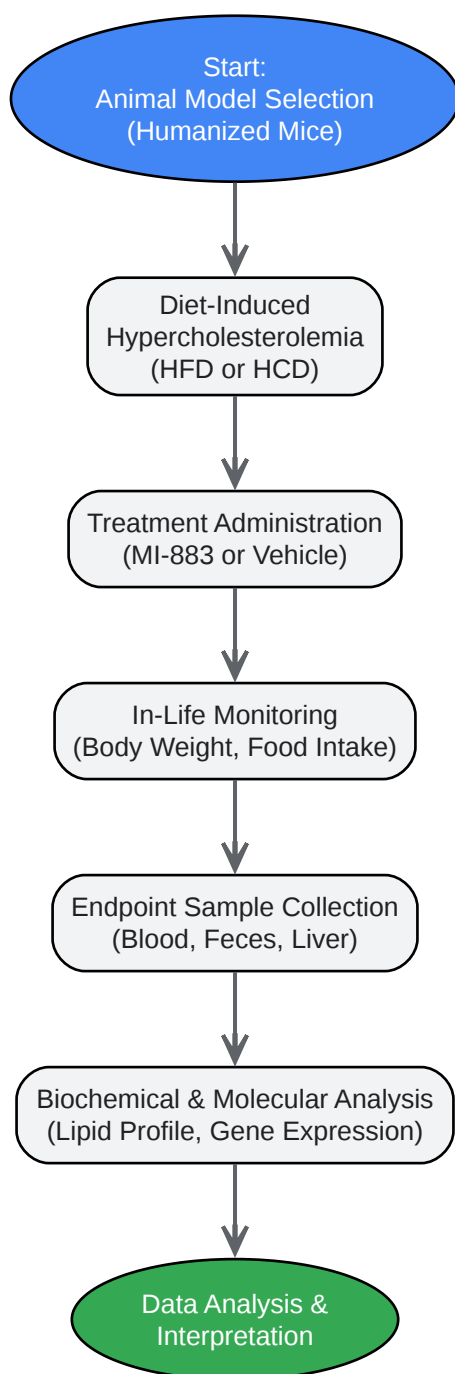 Start:
Animal Model Selection
(Humanized Mice)
Diet-Induced
Hypercholesterolemia
(HFD or HCD)
Treatment Administration
(MI-883 or Vehicle)
In-Life Monitoring
(Body Weight, Food Intake)
Endpoint Sample Collection
(Blood, Feces, Liver)
Biochemical & Molecular Analysis
(Lipid Profile, Gene Expression)
Data Analysis &
Interpretation